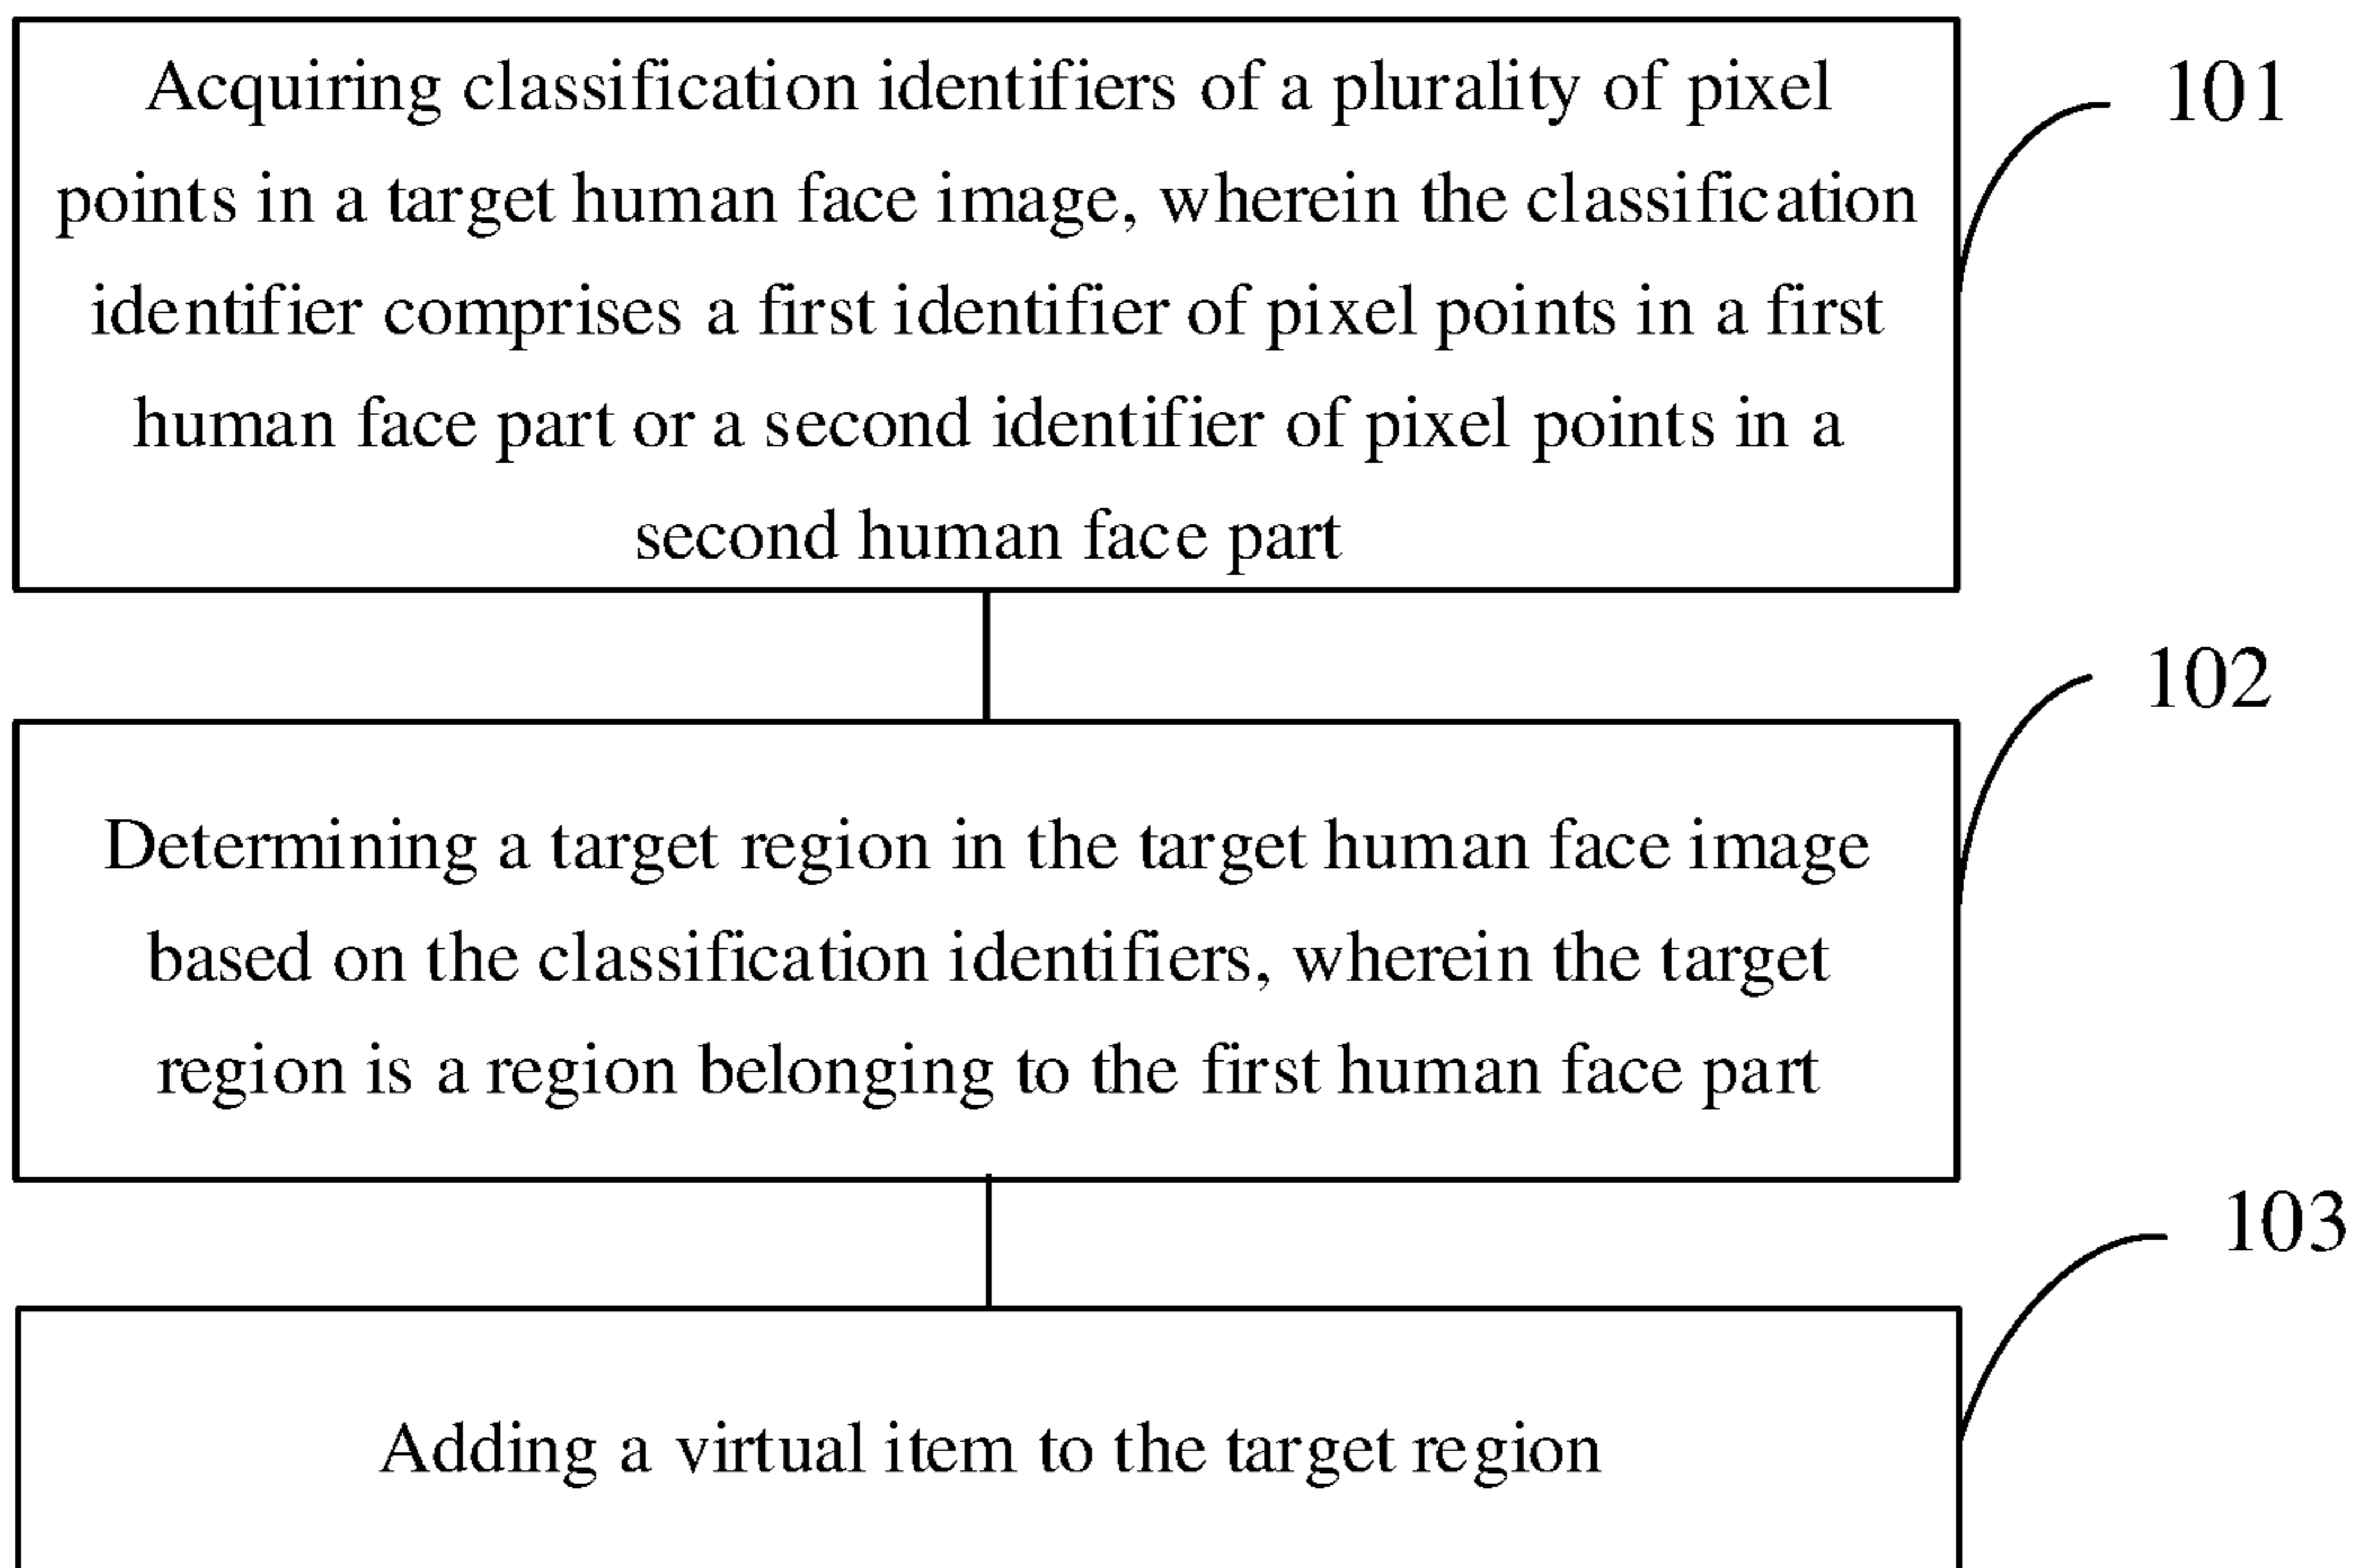 Acquiring classification identifiers of a plurality of pixel
points in a target human face image, wherein the classification
identifier comprises a first identifier of pixel points in a first
human face part or a second identifier of pixel points in a
second human face part
101
Determining a target region in the target human face image
based on the classification identifiers, wherein the target
region is a region belonging to the first human face part
102
Adding a virtual item to the target region
103